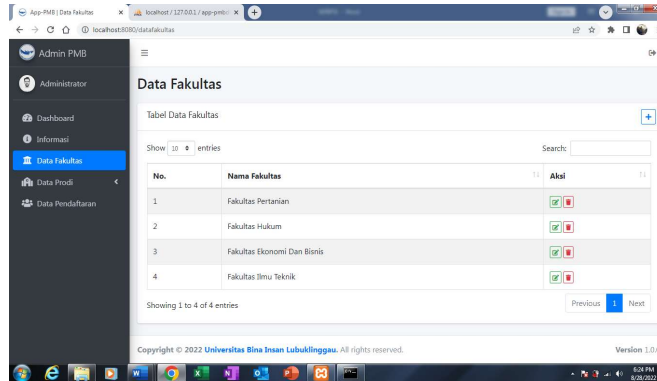 App-PMB | Data Fakultas
localhost / 127.0.0.1 / app-pmb
localhost:8080/datafakultas
Admin PMB
Administrator
Dashboard
Informasi
Data Fakultas
Data Prodi
Data Pendaftaran
Data Fakultas
Tabel Data Fakultas
Show 10 entries
Search:
No. Nama Fakultas Aksi
1 Fakultas Pertanian
2 Fakultas Hukum
3 Fakultas Ekonomi Dan Bisnis
4 Fakultas Ilmu Teknik
Showing 1 to 4 of 4 entries
Previous 1 Next
Copyright © 2022 Universitas Bina Insan Lubuklinggau. All rights reserved.
Version 1.0
6:24 PM
8/28/2022